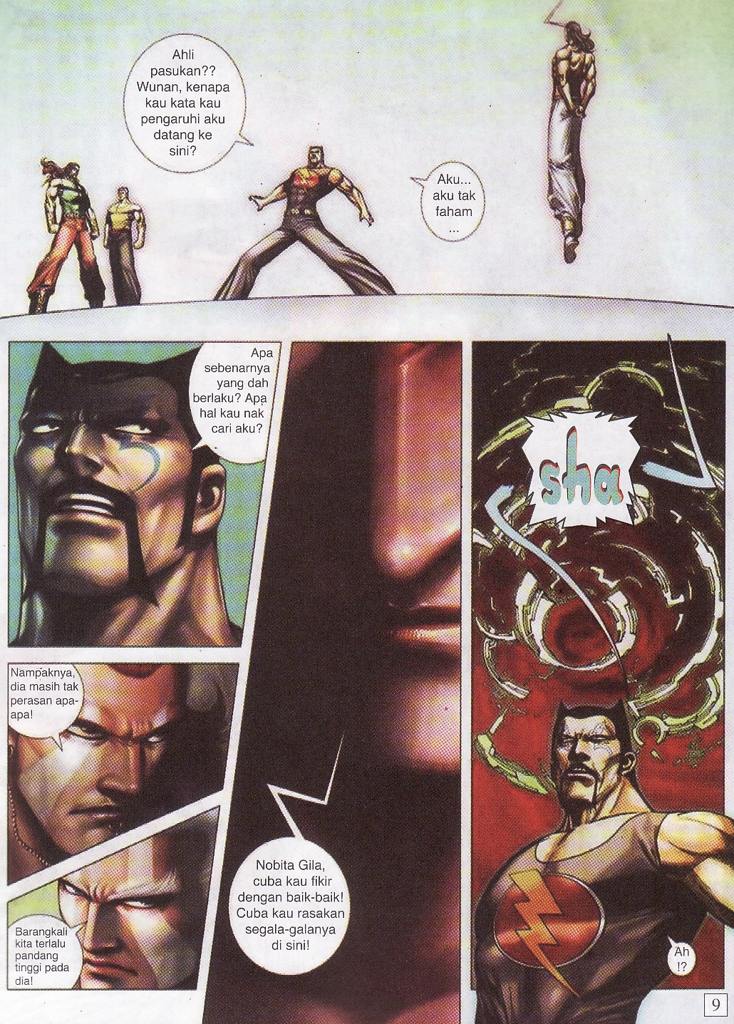 Ahli
pasukan??
Wunan, kenapa
kau kata kau
pengaruhi aku
datang ke
sini?
Aku...
aku tak
faham
...
Apa
sebenarnya
yang dah
berlaku? Apa
hal kau nak
cari aku?
Nampaknya,
dia masih tak
perasan apa-
apa!
Barangkali
kita terlalu
pandang
tinggi pada
dia!
Nobita Gila,
cuba kau fikir
dengan baik-baik!
Cuba kau rasakan
segala-galanya
di sini!
sha
Ah
!?
9